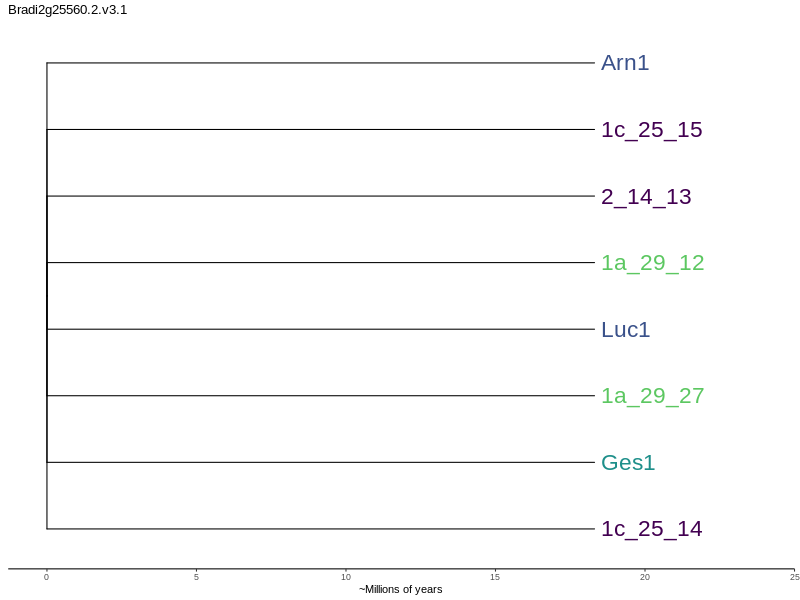 Bradi2g25560.2.v3.1
Arn1
1c_25_15
2_14_13
1a_29_12
Luc1
1a_29_27
Ges1
1c_25_14
0 5 10 15 20 25
~Millions of years